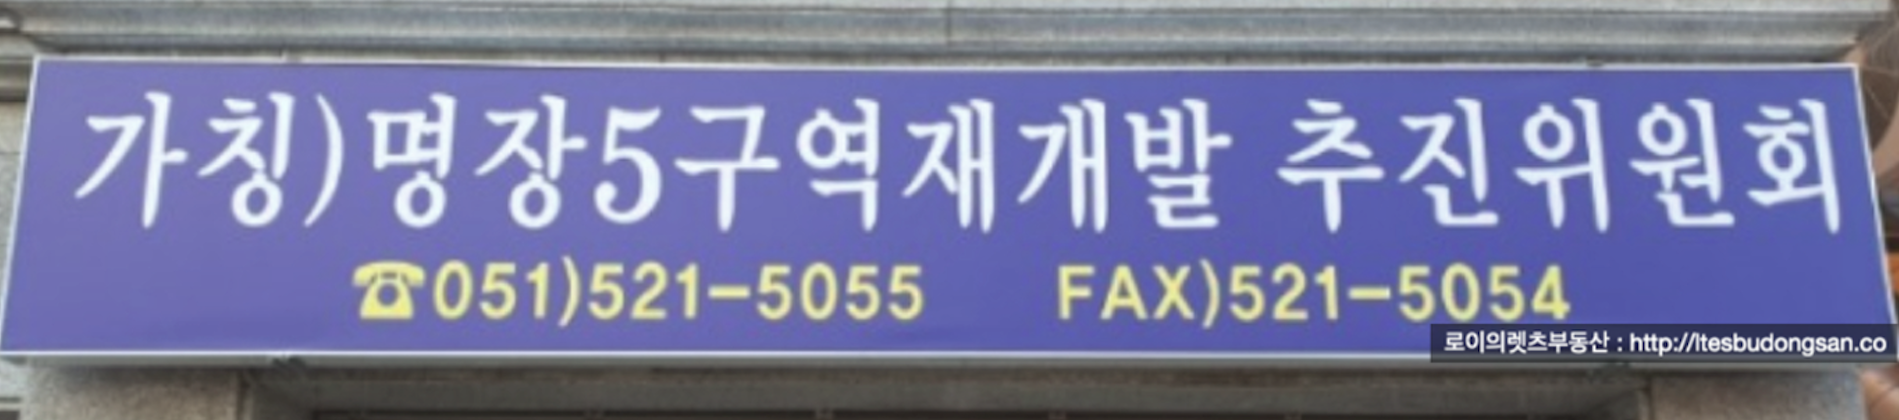 가칭)명장5구역재개발 추진위원회
☎051)521-5055 FAX)521-5054
로이의렛츠부동산 : http://ltesbudongsan.co